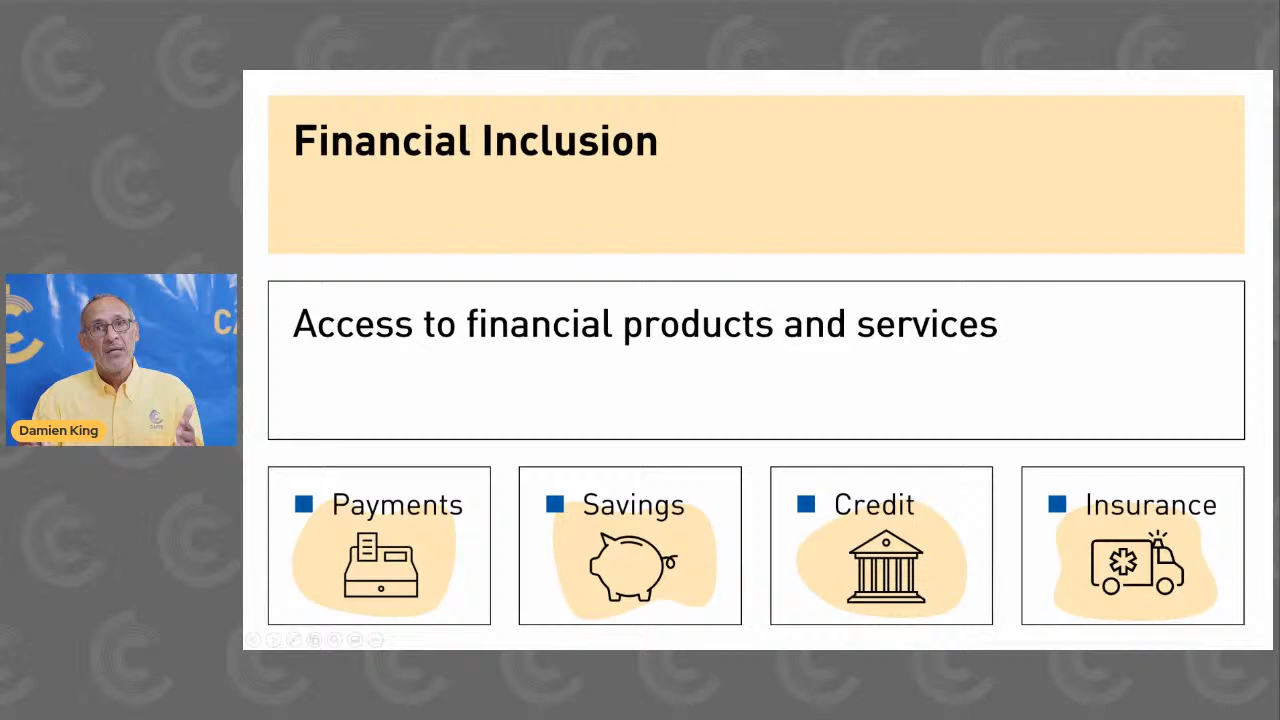 Financial Inclusion
Access to financial products and services
Payments
Savings
Credit
Insurance
Damien King